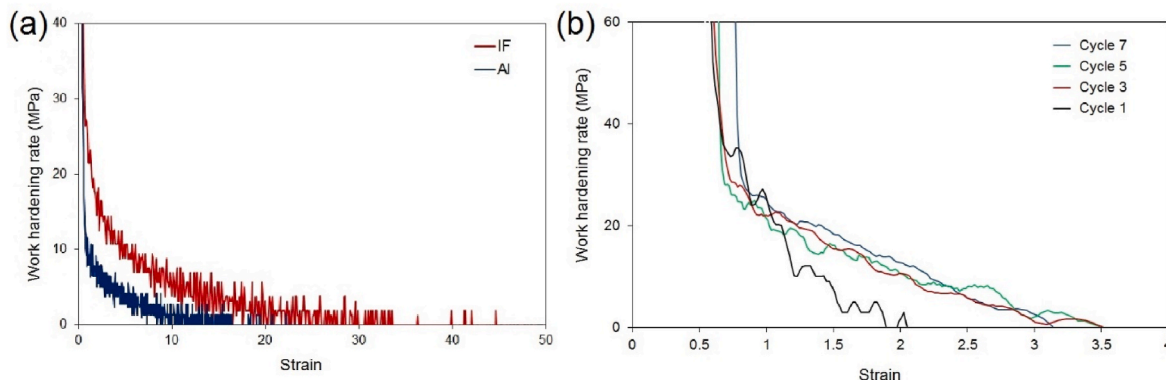 (a)
Work hardening rate (MPa)
40
30
20
10
0
0 10 20 30 40 50
Strain
IF
Al
(b)
Work hardening rate (MPa)
60
40
20
0
0 0.5 1 1.5 2 2.5 3 3.5 4
Strain
Cycle 7
Cycle 5
Cycle 3
Cycle 1